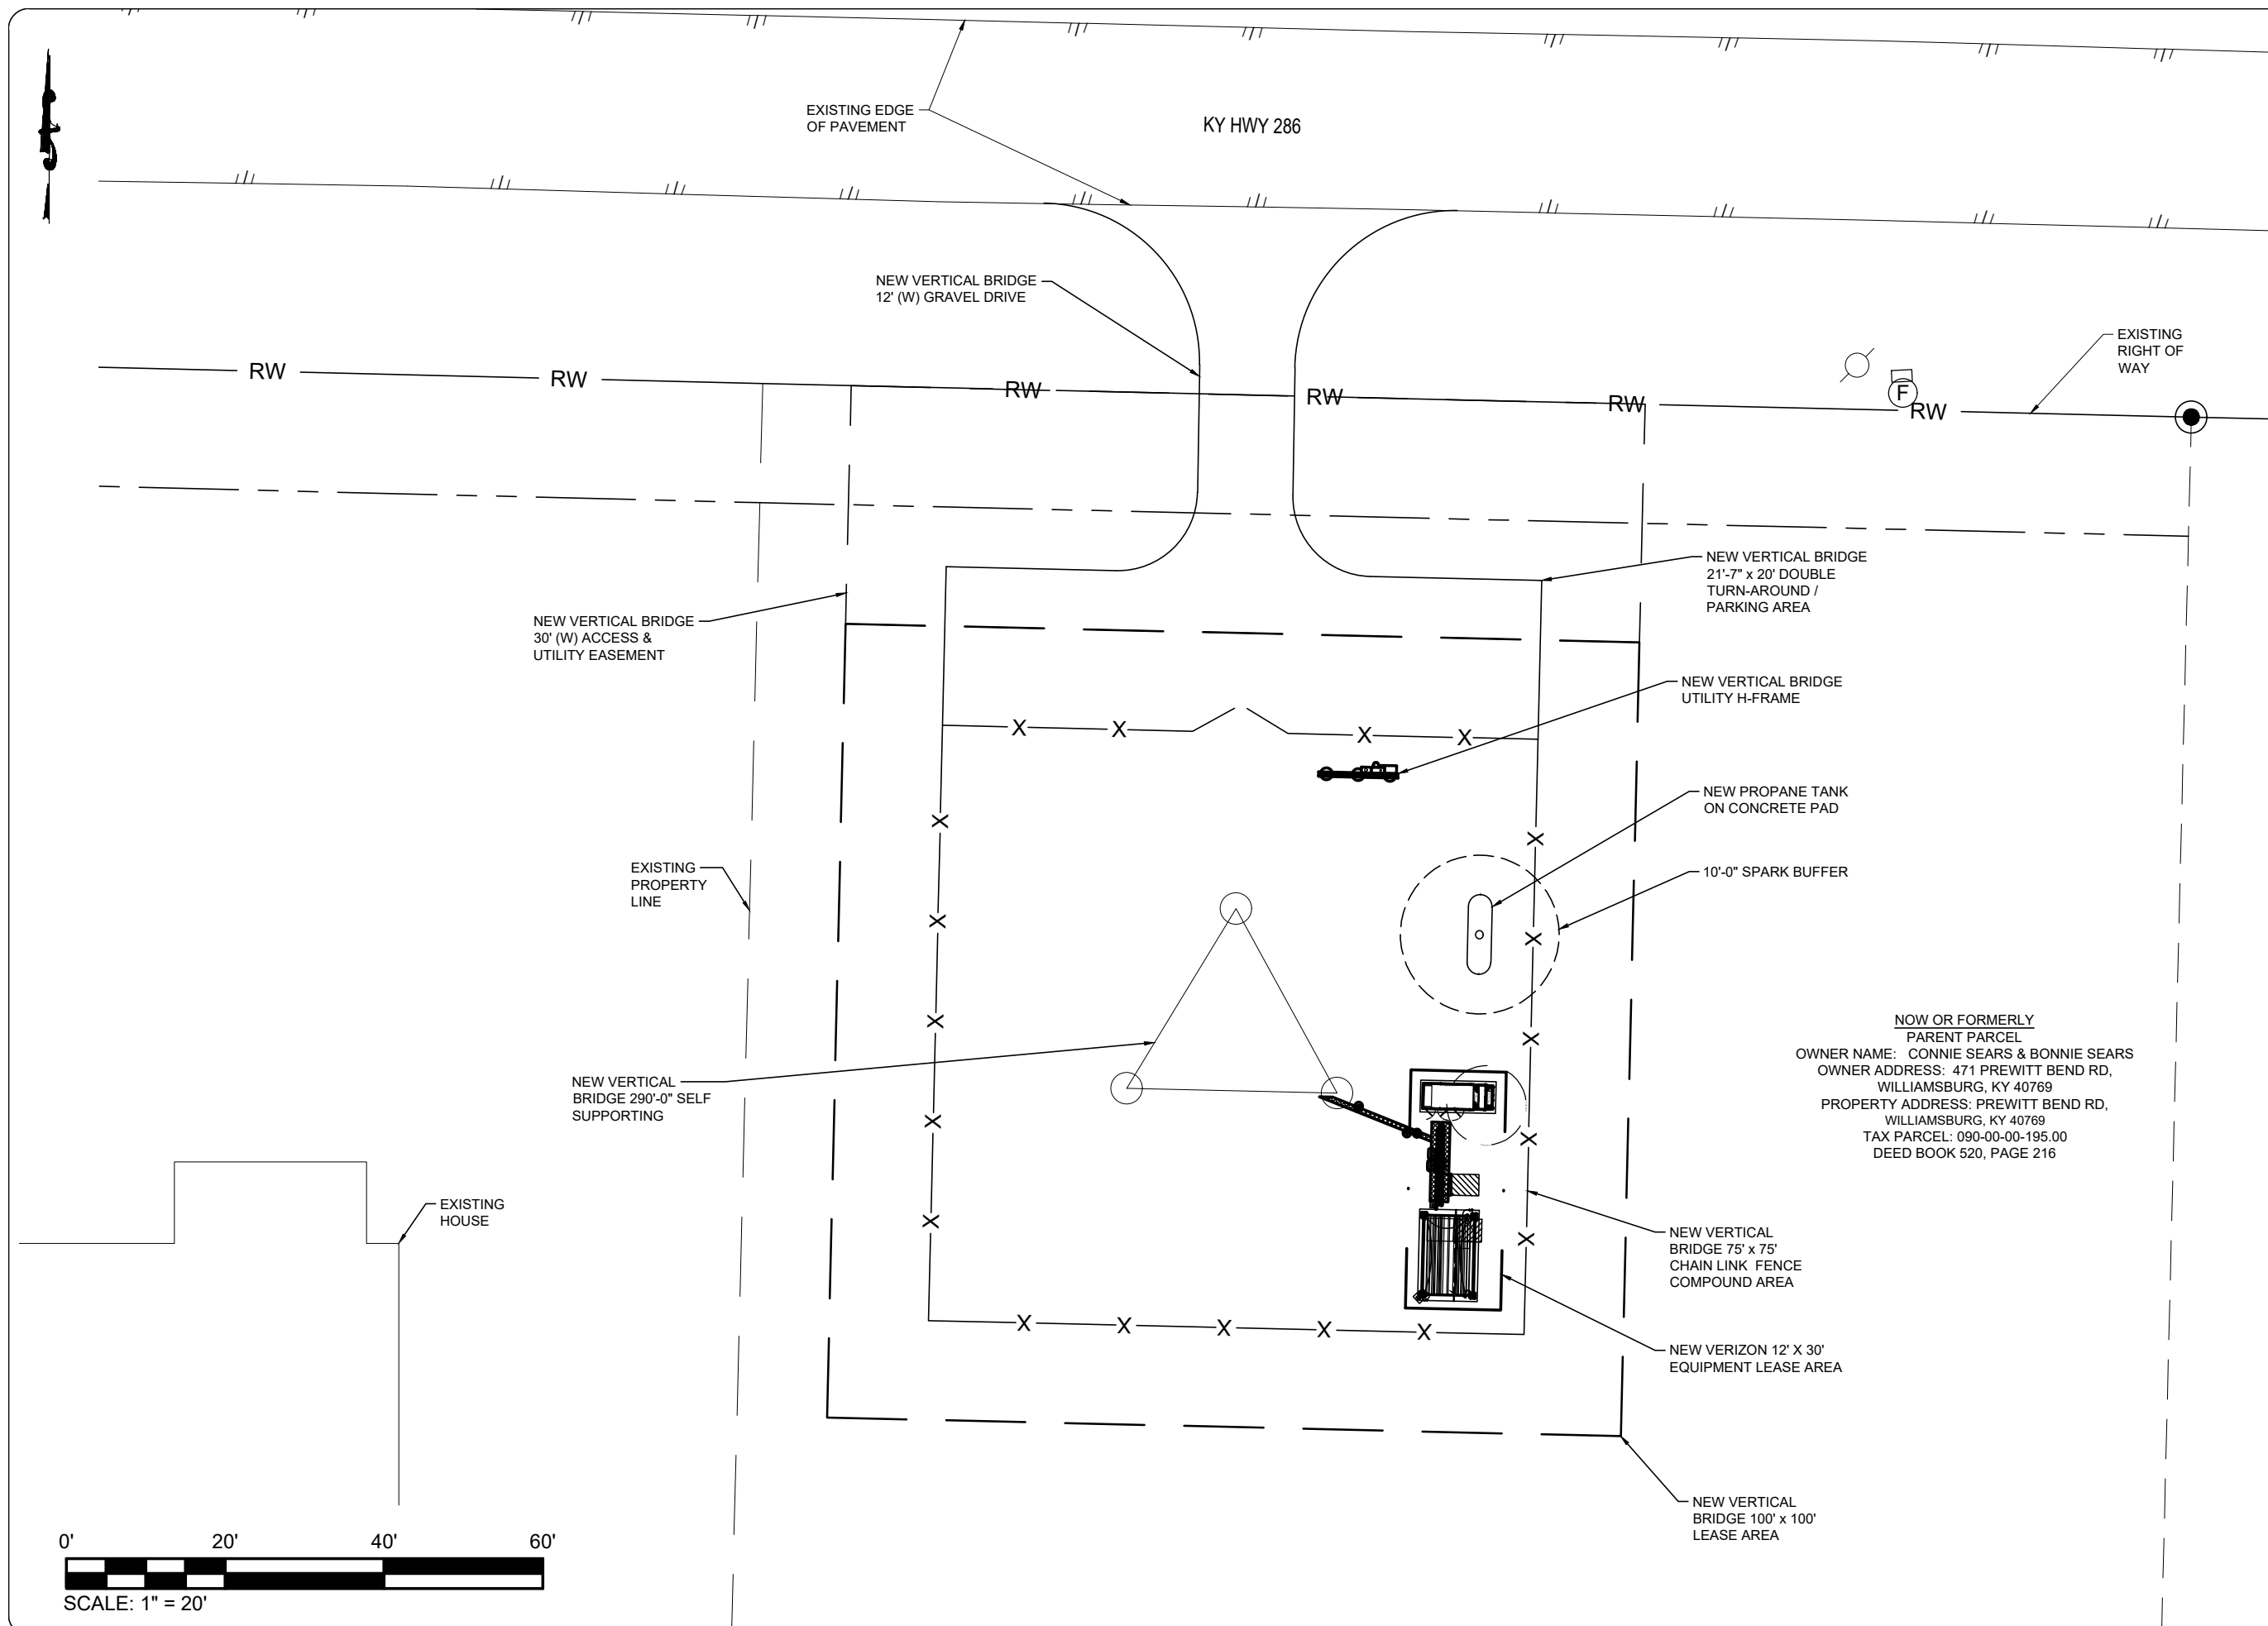 EXISTING EDGE
OF PAVEMENT
KY HWY 286
NEW VERTICAL BRIDGE
12' (W) GRAVEL DRIVE
EXISTING
RIGHT OF
WAY
RW
RW
RW
RW
RW
F
RW
NEW VERTICAL BRIDGE
21'-7" x 20' DOUBLE
TURN-AROUND /
PARKING AREA
NEW VERTICAL BRIDGE
30' (W) ACCESS &
UTILITY EASEMENT
NEW VERTICAL BRIDGE
UTILITY H-FRAME
X
X
X
X
NEW PROPANE TANK
ON CONCRETE PAD
10'-0" SPARK BUFFER
EXISTING
PROPERTY
LINE
X
X
X
X
X
X
X
X
X
X
NOW OR FORMERLY
PARENT PARCEL
OWNER NAME: CONNIE SEARS & BONNIE SEARS
OWNER ADDRESS: 471 PREWITT BEND RD,
WILLIAMSBURG, KY 40769
PROPERTY ADDRESS: PREWITT BEND RD,
WILLIAMSBURG, KY 40769
TAX PARCEL: 090-00-00-195.00
DEED BOOK 520, PAGE 216
NEW VERTICAL
BRIDGE 290'-0" SELF
SUPPORTING
EXISTING
HOUSE
NEW VERTICAL
BRIDGE 75' x 75'
CHAIN LINK FENCE
COMPOUND AREA
X
X
X
X
X
NEW VERIZON 12' X 30'
EQUIPMENT LEASE AREA
NEW VERTICAL
BRIDGE 100' x 100'
LEASE AREA
0' 20' 40' 60'
SCALE: 1" = 20'